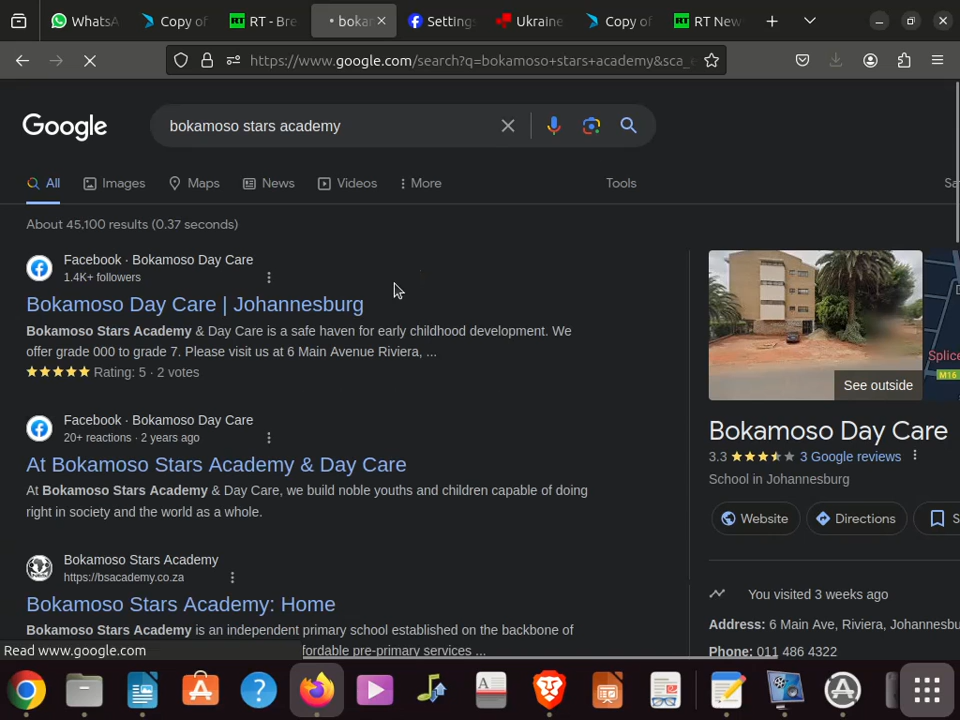 WhatsA
Copy of
RT - Bre
bokam
Setting
Ukraine
Copy of
RT New
https://www.google.com/search?q=bokamoso+stars+academy&sca_e
Google
bokamoso stars academy
All
Images
Maps
News
Videos
More
Tools
Sa
About 45,100 results (0.37 seconds)
Facebook · Bokamoso Day Care
1.4K+ followers
Bokamoso Day Care | Johannesburg
Bokamoso Stars Academy & Day Care is a safe haven for early childhood development. We
offer grade 000 to grade 7. Please visit us at 6 Main Avenue Riviera, ...
Rating: 5 · 2 votes
Facebook · Bokamoso Day Care
20+ reactions · 2 years ago
At Bokamoso Stars Academy & Day Care
At Bokamoso Stars Academy & Day Care, we build noble youths and children capable of doing
right in society and the world as a whole.
Bokamoso Stars Academy
https://bsacademy.co.za
Bokamoso Stars Academy: Home
Bokamoso Stars Academy is an independent primary school established on the backbone of
fordable pre-primary services ...
Read www.google.com
See outside
Splice
M16
Bokamoso Day Care
3.3
3 Google reviews
School in Johannesburg
Website
Directions
S
You visited 3 weeks ago
Address: 6 Main Ave, Riviera, Johannesbu
Phone: 011 486 4322